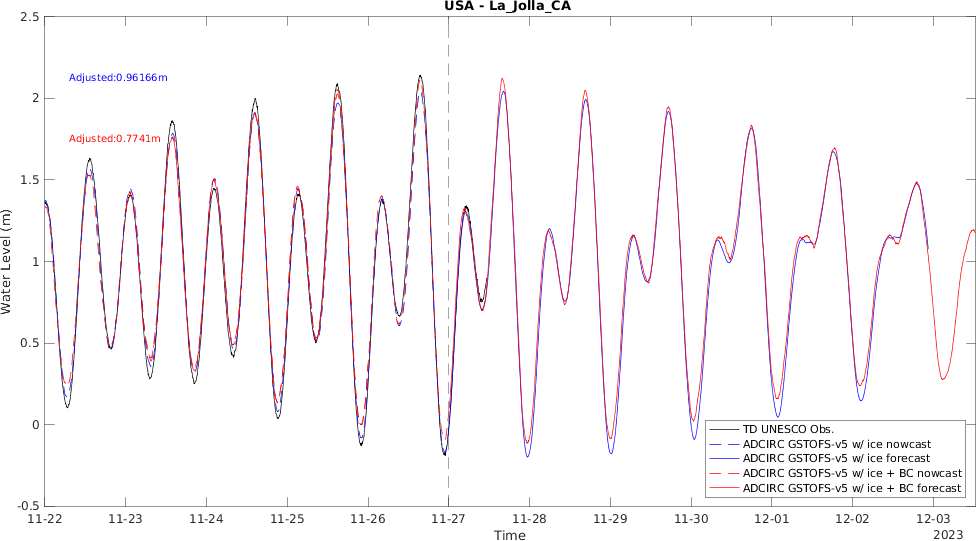 USA - La_Jolla_CA
2.5
2
1.5
1
0.5
0
-0.5
Water Level (m)
Adjusted:0.96166m
Adjusted:0.7741m
TD UNESCO Obs.
ADCIRC GSTOFS-v5 w/ ice nowcast
ADCIRC GSTOFS-v5 w/ ice forecast
ADCIRC GSTOFS-v5 w/ ice + BC nowcast
ADCIRC GSTOFS-v5 w/ ice + BC forecast
11-22 11-23 11-24 11-25 11-26 11-27 11-28 11-29 11-30 12-01 12-02 12-03
Time
2023